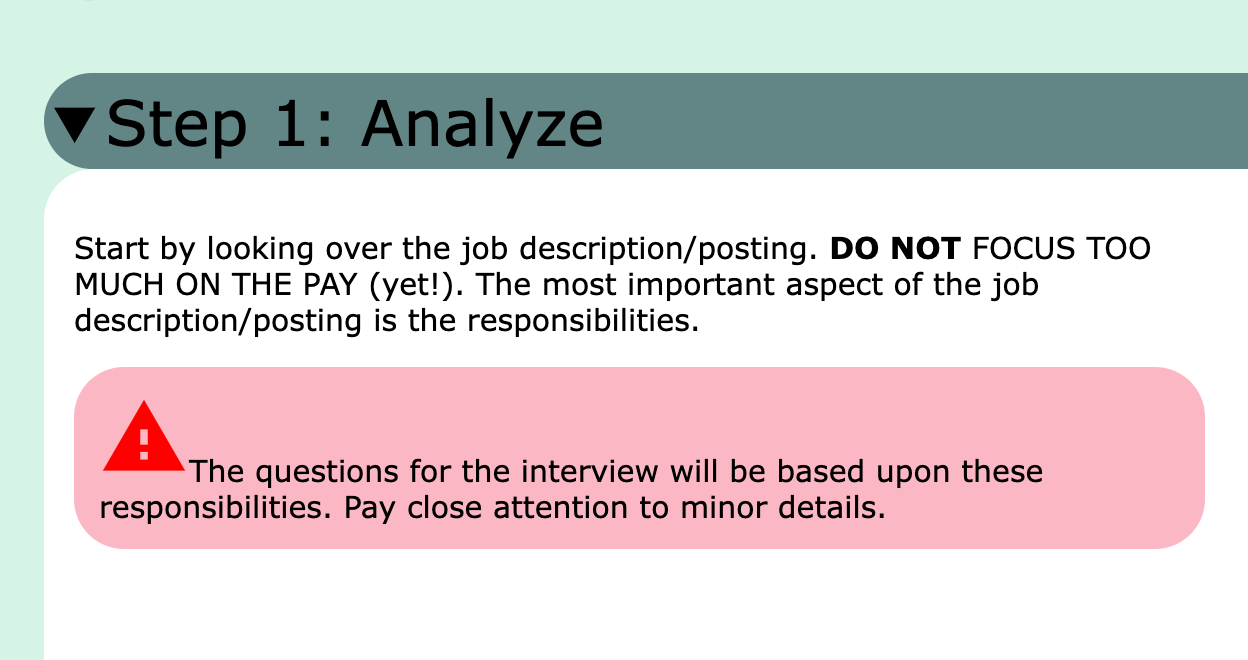 Step 1: Analyze
Start by looking over the job description/posting. DO NOT FOCUS TOO
MUCH ON THE PAY (yet!). The most important aspect of the job
description/posting is the responsibilities.
The questions for the interview will be based upon these
responsibilities. Pay close attention to minor details.